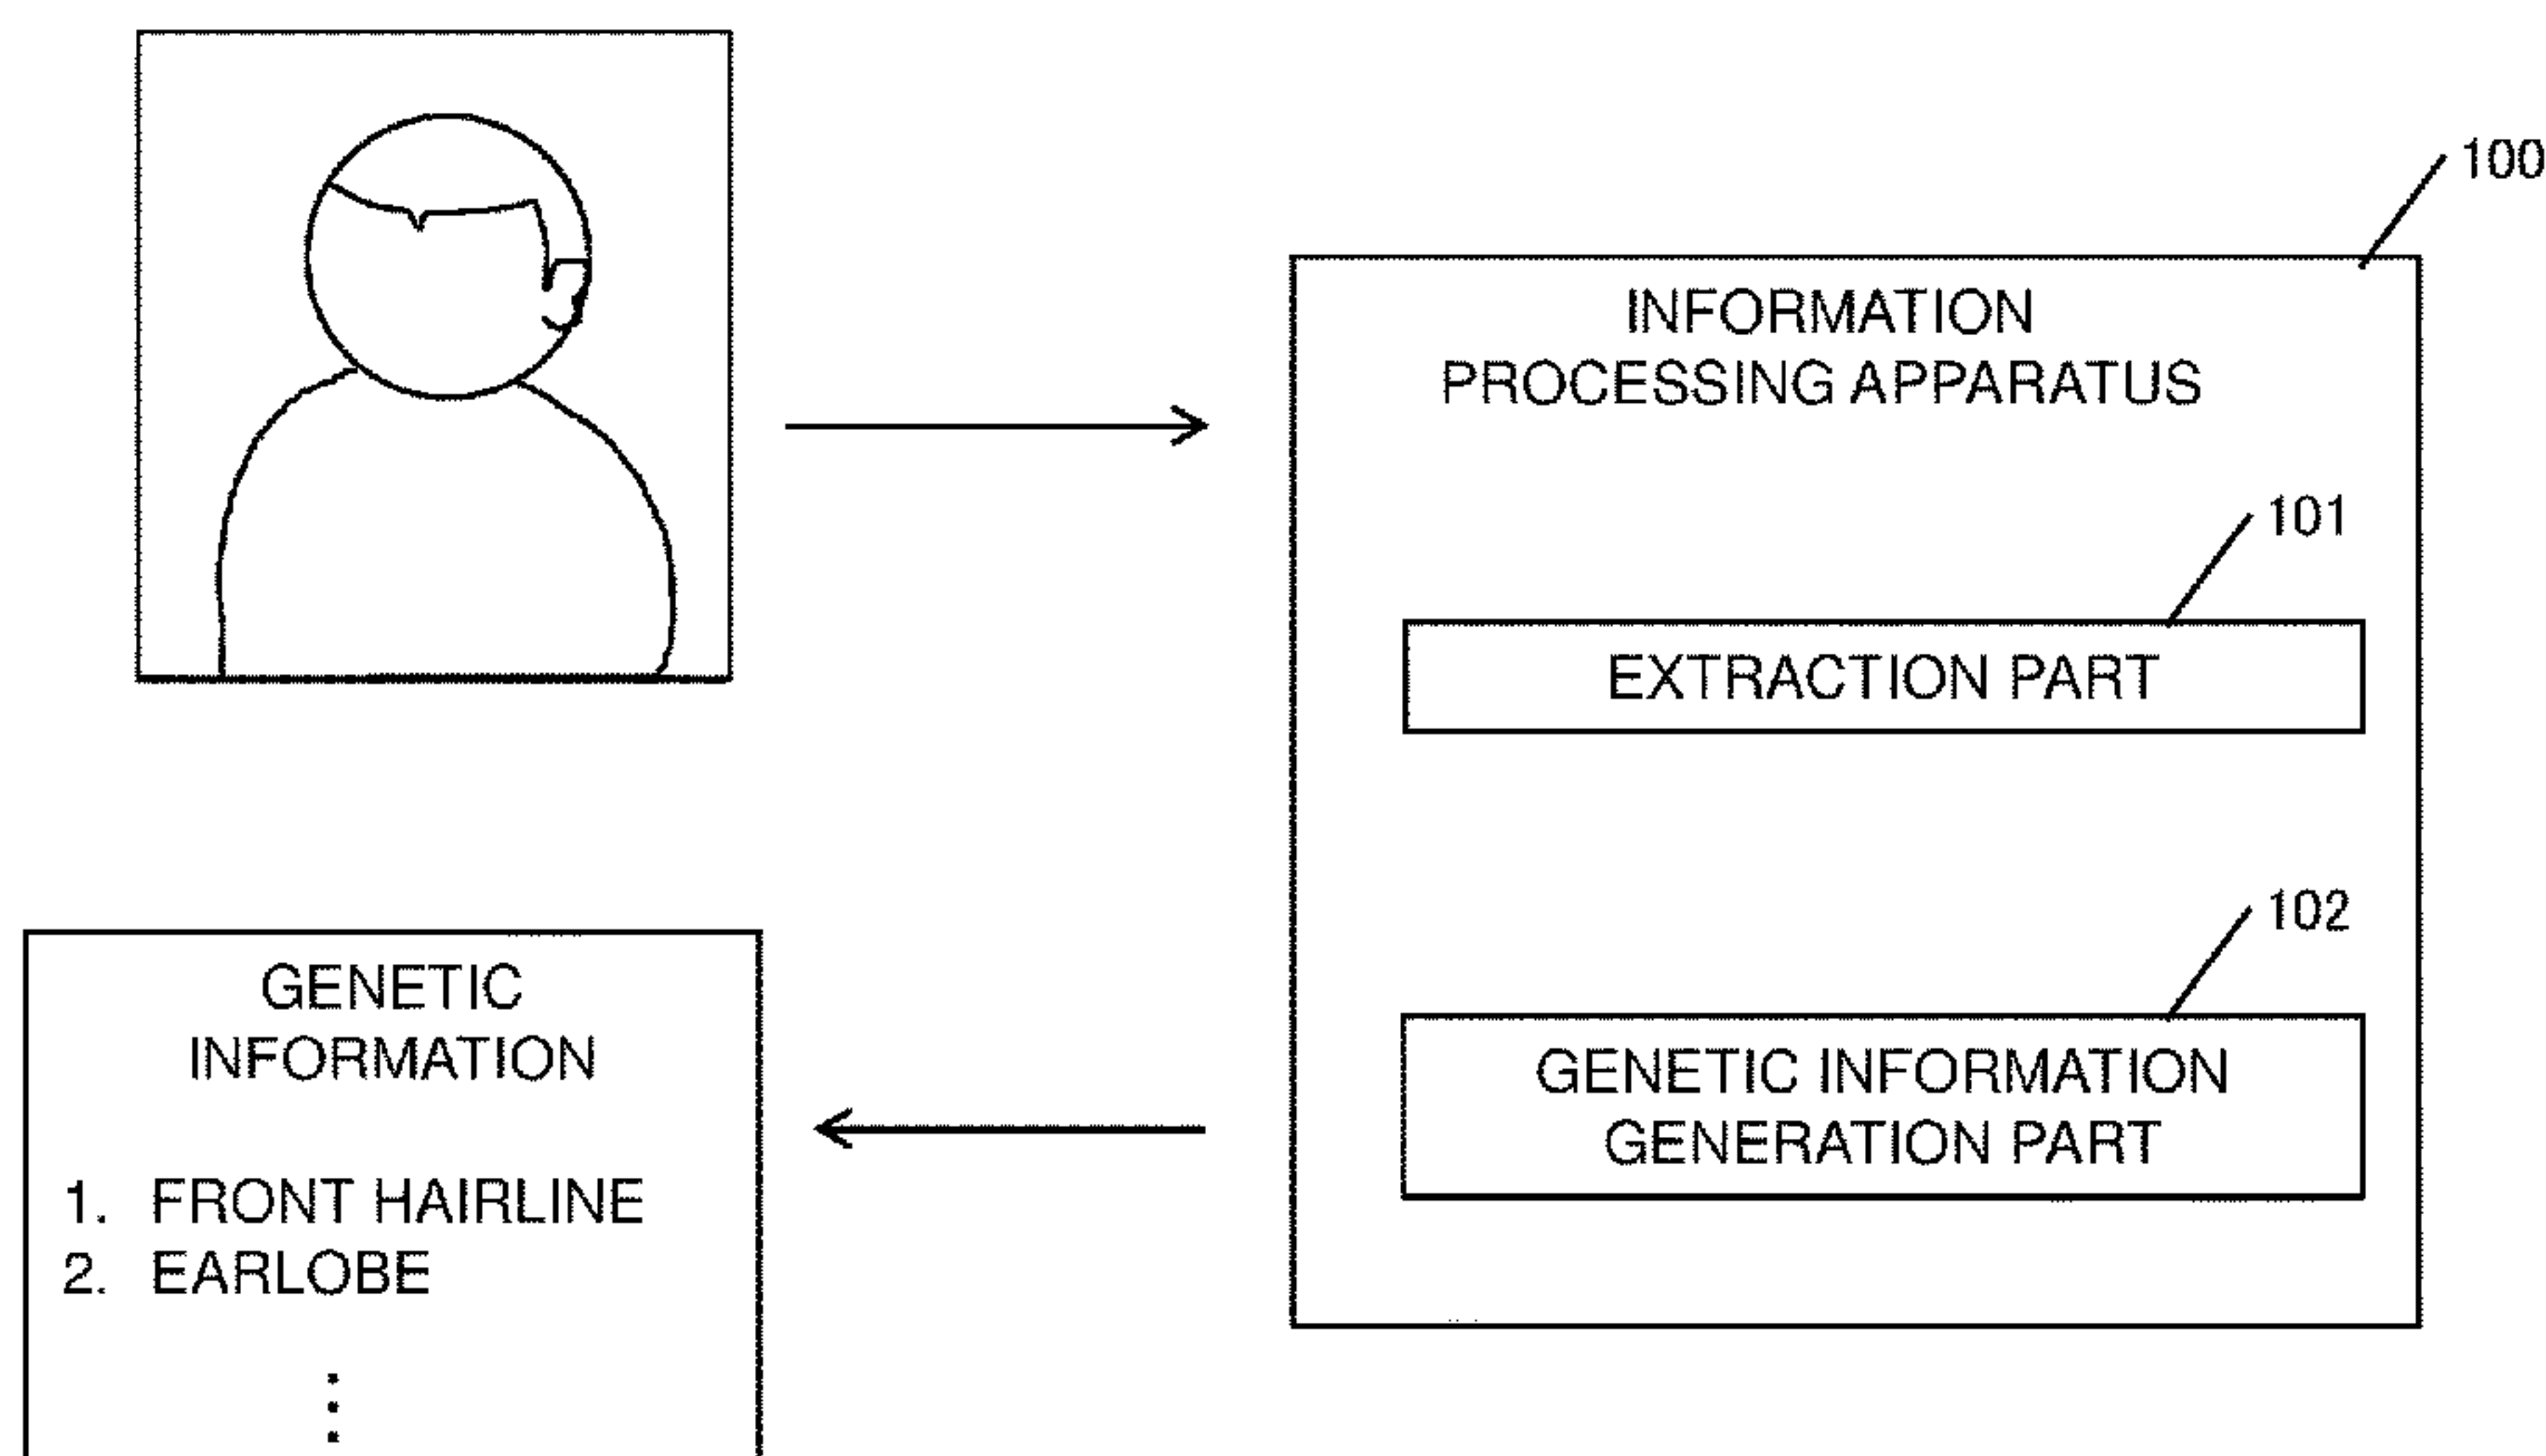 100
INFORMATION
PROCESSING APPARATUS
101
EXTRACTION PART
102
GENETIC INFORMATION
GENERATION PART
GENETIC
INFORMATION
1. FRONT HAIRLINE
2. EARLOBE